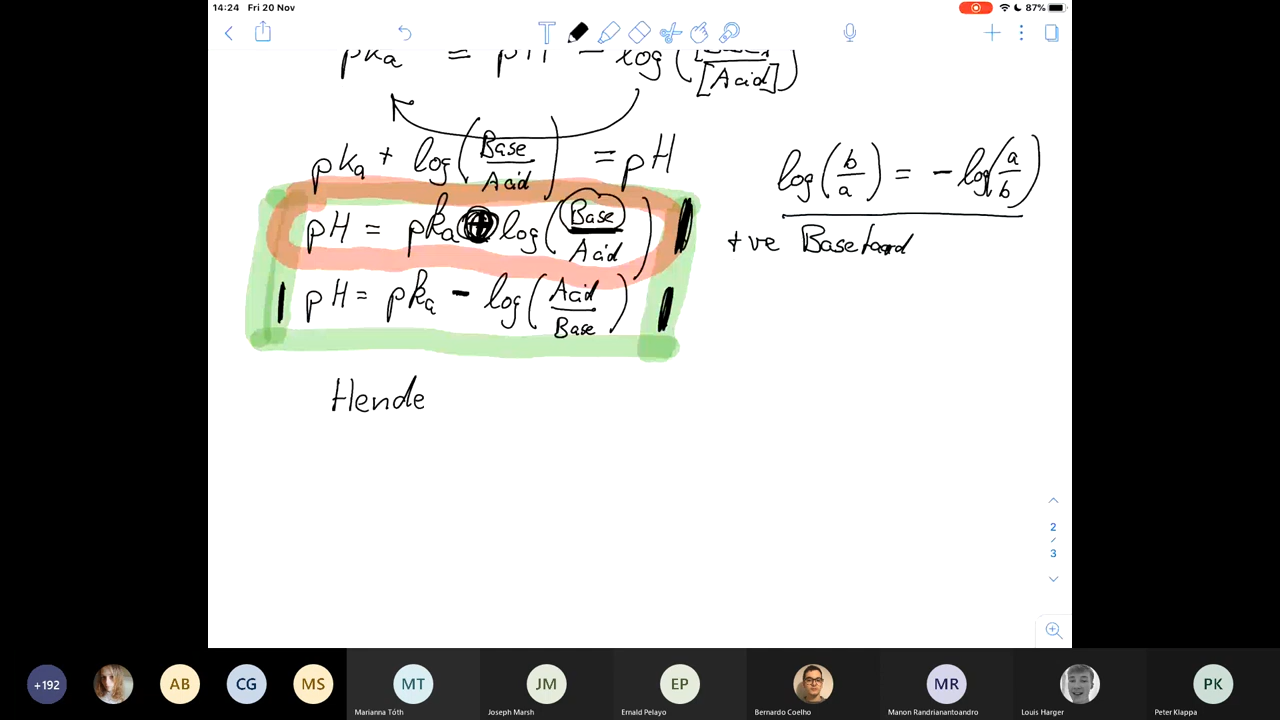 14:24 Fri 20 Nov
87%
pka = pH - log ( [Acid] )
pka + log ( Base / Acid ) = pH
pH = pka + log ( Base / Acid )
pH = pka - log ( Acid / Base )
log ( b / a ) = - log ( a / b )
+ve Base
Hende
2
/
3
+192
AB
CG
MS
MT
Marianna Tóth
JM
Joseph Marsh
EP
Ernald Pelayo
Bernardo Coelho
MR
Manon Randrianantoandro
Louis Harger
PK
Peter Klappa